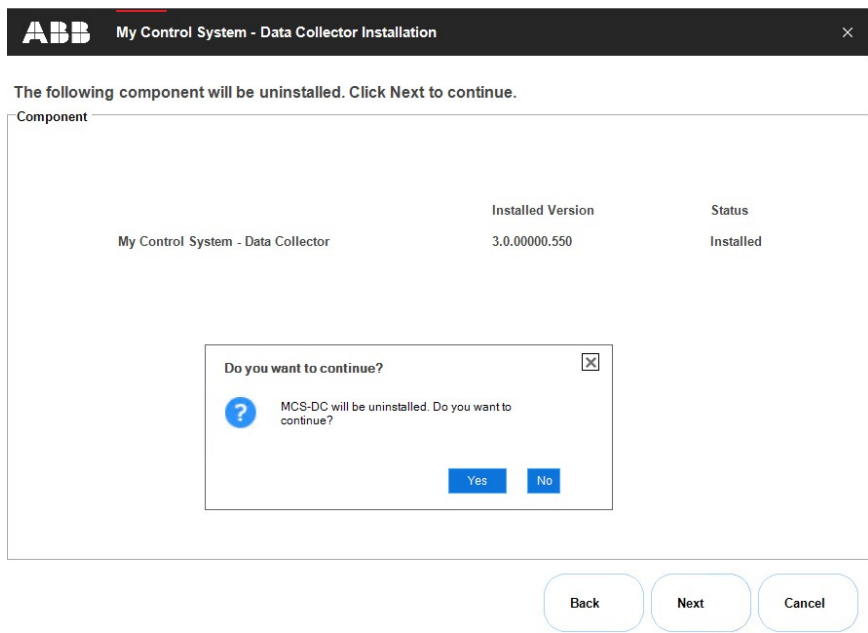 ABB My Control System - Data Collector Installation
The following component will be uninstalled. Click Next to continue.
Component
Installed Version Status
My Control System - Data Collector 3.0.00000.550 Installed
Do you want to continue?
MCS-DC will be uninstalled. Do you want to
continue?
Yes No
Back Next Cancel